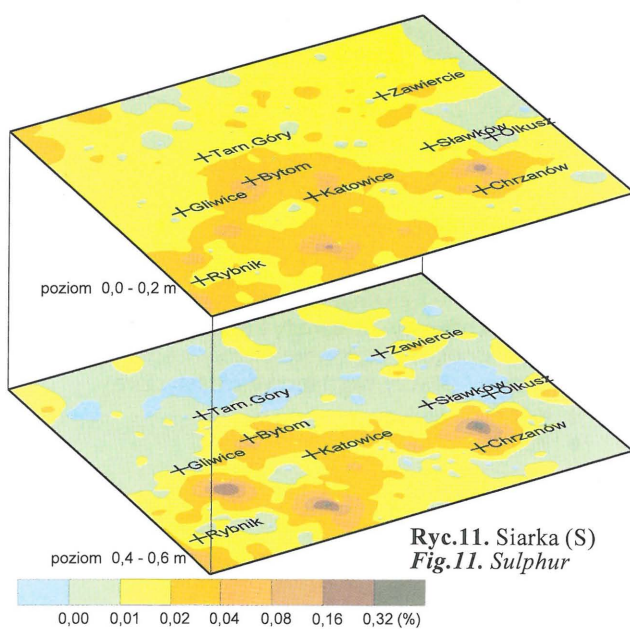 Zawiercie
Sławków
Olkusz
Tarn.Góry
Bytom
Katowice
Chrzanów
Gliwice
Rybnik
poziom 0,0 - 0,2 m
Zawiercie
Sławków
Olkusz
Tarn.Góry
Bytom
Katowice
Chrzanów
Gliwice
Rybnik
poziom 0,4 - 0,6 m
Ryc.11. Siarka (S)
Fig.11. Sulphur
0,00 0,01 0,02 0,04 0,08 0,16 0,32 (%)